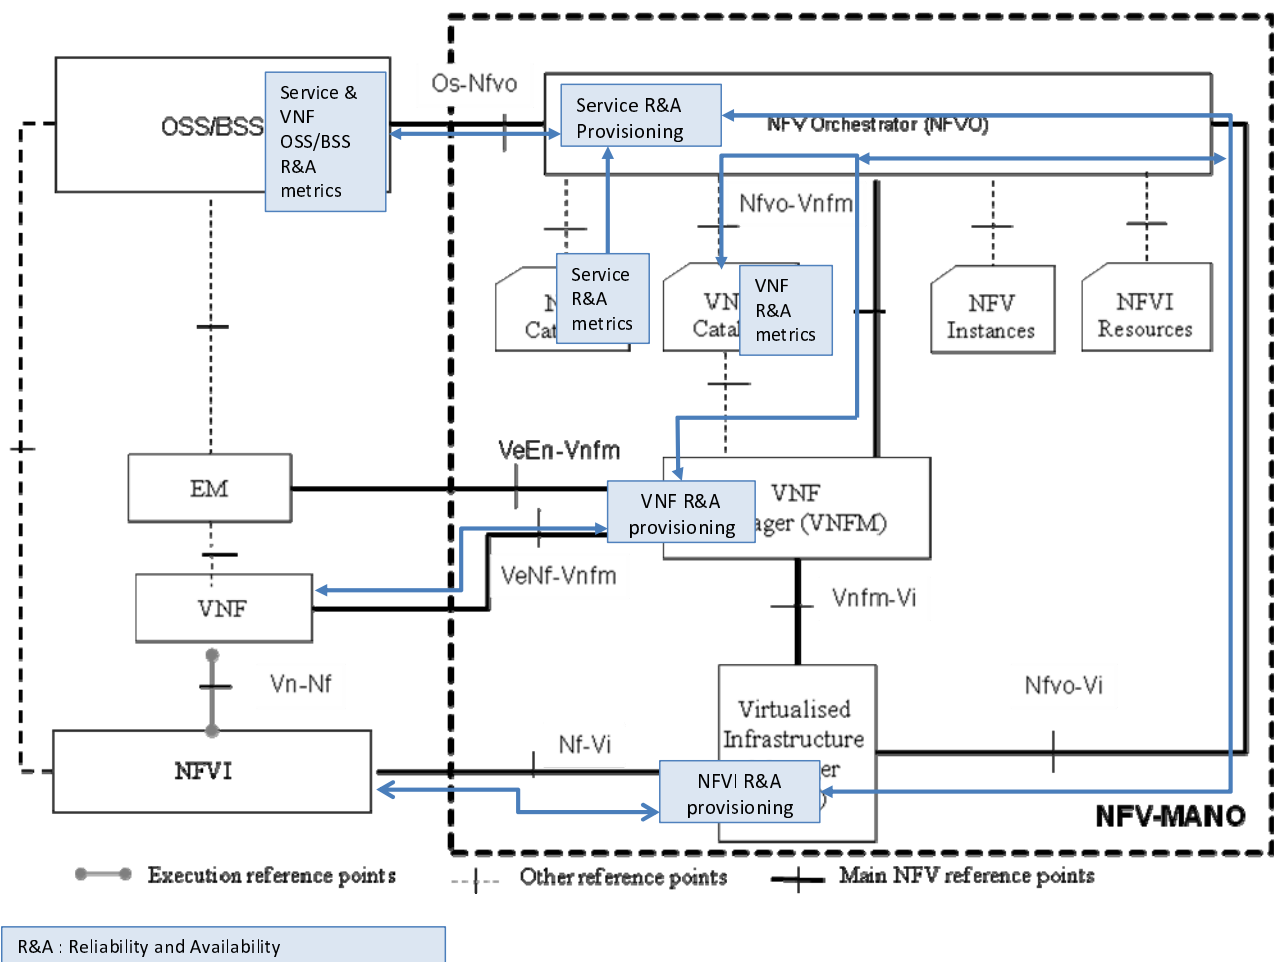 Os-Nfvo
OSS/BSS
Service &
VNF
OSS/BSS
R&A
metrics
Service R&A
Provisioning
NFV Orchestrator (NFVO)
Nfvo-Vnfm
Service
R&A
metrics
VNF
R&A
metrics
NFV
Instances
NFVI
Resources
VeEn-Vnfm
EM
VNF R&A
provisioning
VNF
(VNFM)
VeNf-Vnfm
VNF
Vnfm-Vi
Vn-Nf
Nfvo-Vi
Virtualised
Infrastructure
Nf-Vi
NFVI
NFVI R&A
provisioning
NFV-MANO
Execution reference points
Other reference points
Main NFV reference points
R&A : Reliability and Availability